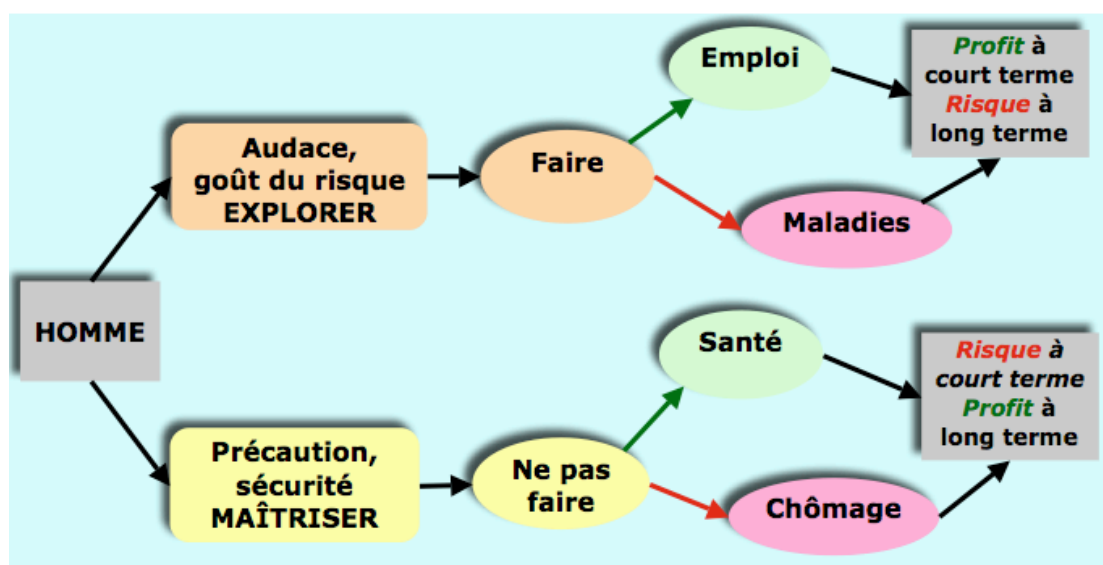 HOMME
Audace,
goût du risque
EXPLORER
Faire
Emploi
Maladies
Profit à
court terme
Risque à
long terme
Précaution,
sécurité
MAÎTRISER
Ne pas
faire
Santé
Chômage
Risque à
court terme
Profit à
long terme